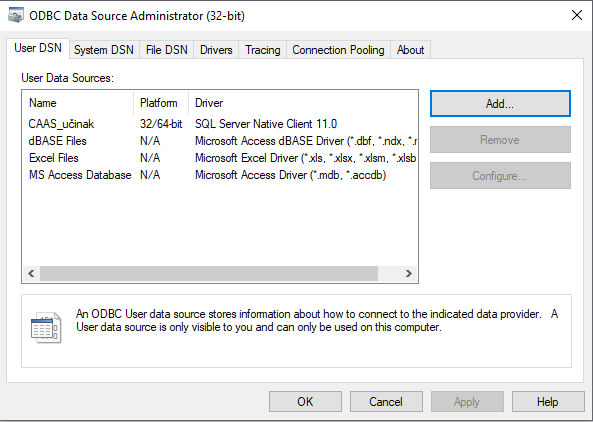 ODBC Data Source Administrator (32-bit)
User DSN System DSN File DSN Drivers Tracing Connection Pooling About
User Data Sources:
Name Platform Driver
CAAS_učinak 32/64-bit SQL Server Native Client 11.0
dBASE Files N/A Microsoft Access dBASE Driver (*.dbf, *.ndx, *.r
Excel Files N/A Microsoft Excel Driver (*.xls, *.xlsx, *.xlsm, *.xlsb
MS Access Database N/A Microsoft Access Driver (*.mdb, *.accdb)
Add...
Remove
Configure...
An ODBC User data source stores information about how to connect to the indicated data provider. A
User data source is only visible to you and can only be used on this computer.
OK Cancel Apply Help